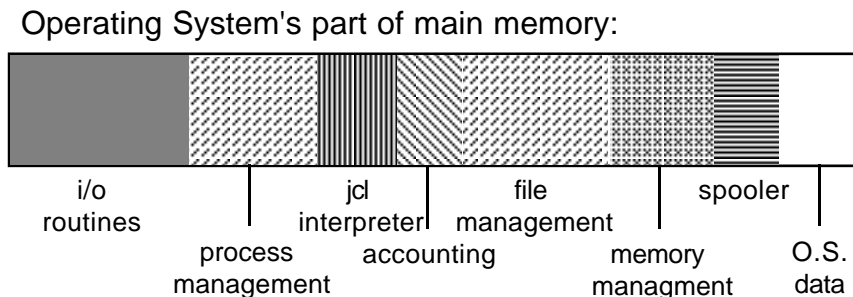 Operating System's part of main memory:
i/o
routines
process
management
jcl
interpreter
accounting
file
management
memory
managment
spooler
O.S.
data